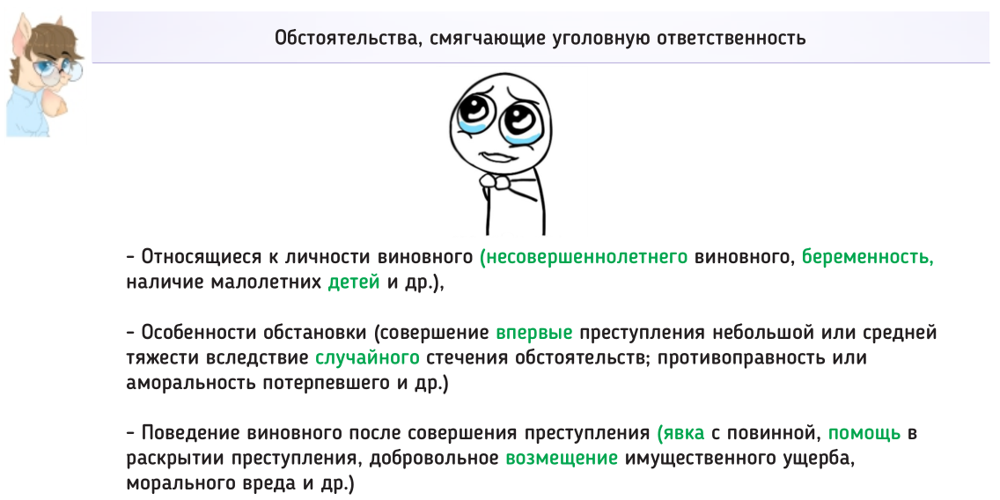 Обстоятельства, смягчающие уголовную ответственность
- Относящиеся к личности виновного (несовершеннолетнего виновного, беременность,
наличие малолетних детей и др.),
- Особенности обстановки (совершение впервые преступления небольшой или средней
тяжести вследствие случайного стечения обстоятельств; противоправность или
аморальность потерпевшего и др.)
- Поведение виновного после совершения преступления (явка с повинной, помощь в
раскрытии преступления, добровольное возмещение имущественного ущерба,
морального вреда и др.)